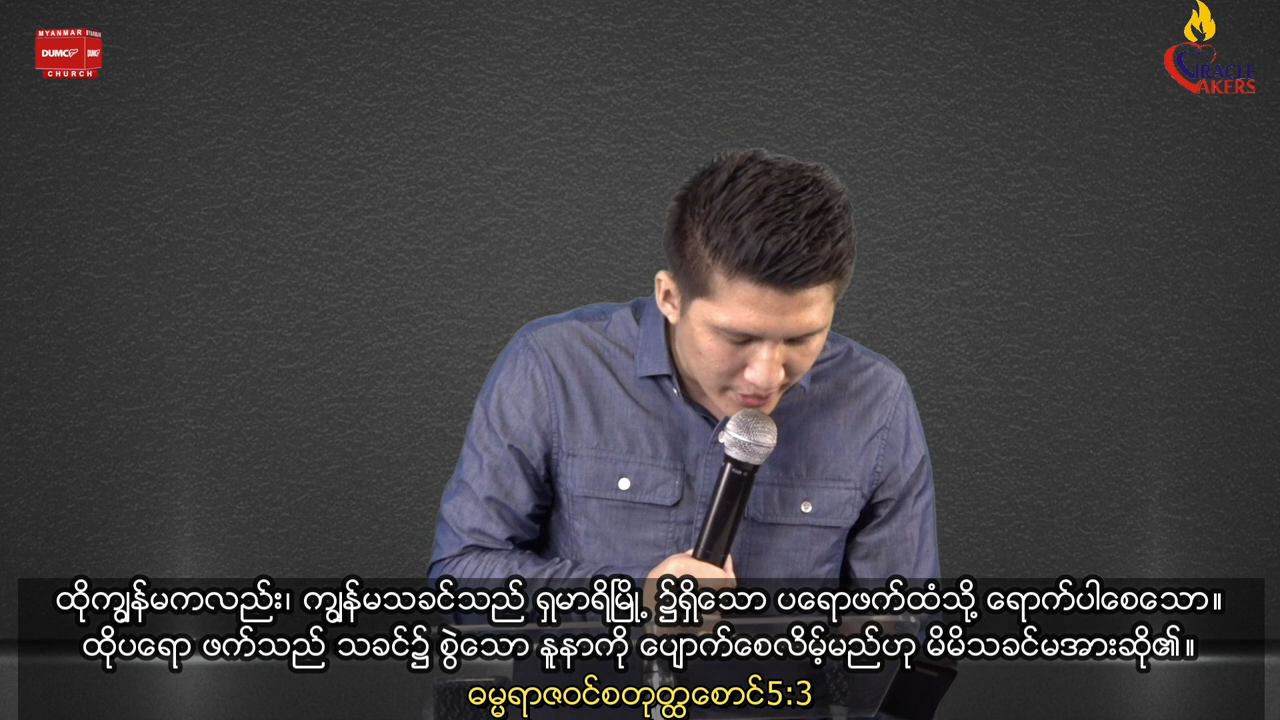 MYANMAR
DUMC
DUMC
CHURCH
MIRACLE
MAKERS
ထိုကျွန်မကလည်း၊ ကျွန်မသခင်သည် ရှမာရိမြို့ ၌ရှိသော ပရောဖက်ထံသို့ ရောက်ပါစေသော။
ထိုပရော ဖက်သည် သခင်၌ စွဲသော နူနာကို ပျောက်စေလိမ့်မည်ဟု မိမိသခင်မအားဆို၏။
ဓမ္မရာဇဝင်စတုတ္ထစောင်5:3